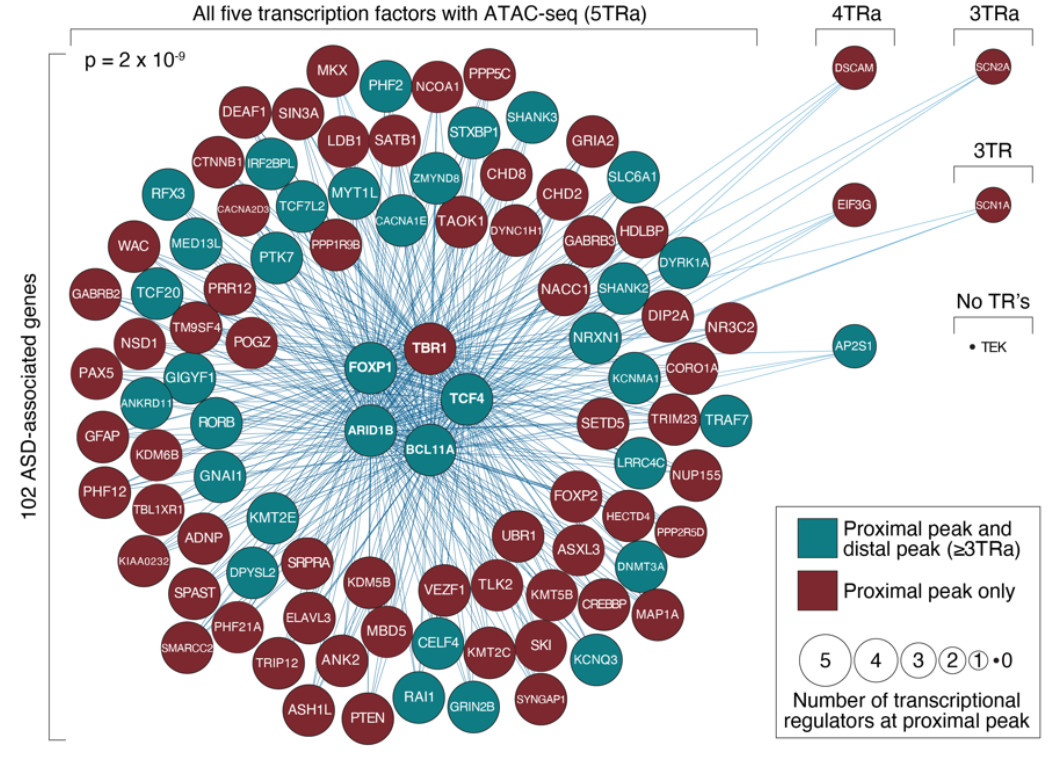 All five transcription factors with ATAC-seq (5TRa)
4TRa
3TRa
p = 2 x 10⁻⁹
102 ASD-associated genes
MKX
PHF2
NCOA1
PPP5C
DSCAM
SCN2A
DEAF1
SIN3A
LDB1
SATB1
STXBP1
SHANK3
GRIA2
3TR
CTNNB1
IRF2BPL
MYT1L
ZMYND8
CHD8
CHD2
SLC6A1
RFX3
CACNA2D3
TCF7L2
CACNA1E
TAOK1
DYNC1H1
EIF3G
SCN1A
WAC
MED13L
PTK7
PPP1R9B
GABRB3
HDLBP
DYRK1A
GABRB2
TCF20
PRR12
NACC1
SHANK2
DIP2A
NR3C2
No TR's
TEK
NSD1
TM9SF4
POGZ
TBR1
NRXN1
AP2S1
PAX5
GIGYF1
FOXP1
KCNMA1
CORO1A
ANKRD11
RORB
TCF4
SETD5
TRIM23
TRAF7
GFAP
KDM6B
ARID1B
BCL11A
LRRC4C
NUP155
PHF12
TBL1XR1
GNAI1
FOXP2
HECTD4
PPP2R5D
KIAA0232
ADNP
KMT2E
UBR1
ASXL3
DNMT3A
SPAST
DPYSL2
SRPRA
KDM5B
VEZF1
TLK2
KMT5B
CREBBP
MAP1A
SMARCC2
PHF21A
ELAVL3
MBD5
CELF4
KMT2C
SKI
KCNQ3
TRIP12
ANK2
ASH1L
PTEN
RAI1
GRIN2B
SYNGAP1
Proximal peak and
distal peak (≥3TRa)
Proximal peak only
5 4 3 2 1 0
Number of transcriptional
regulators at proximal peak